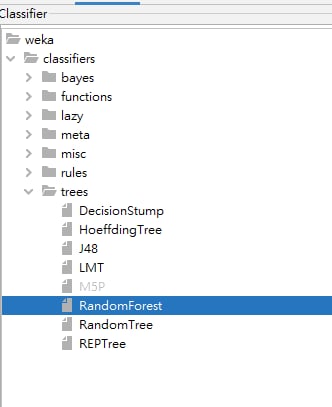 Classifier
weka
classifiers
bayes
functions
lazy
meta
misc
rules
trees
DecisionStump
HoeffdingTree
J48
LMT
M5P
RandomForest
RandomTree
REPTree